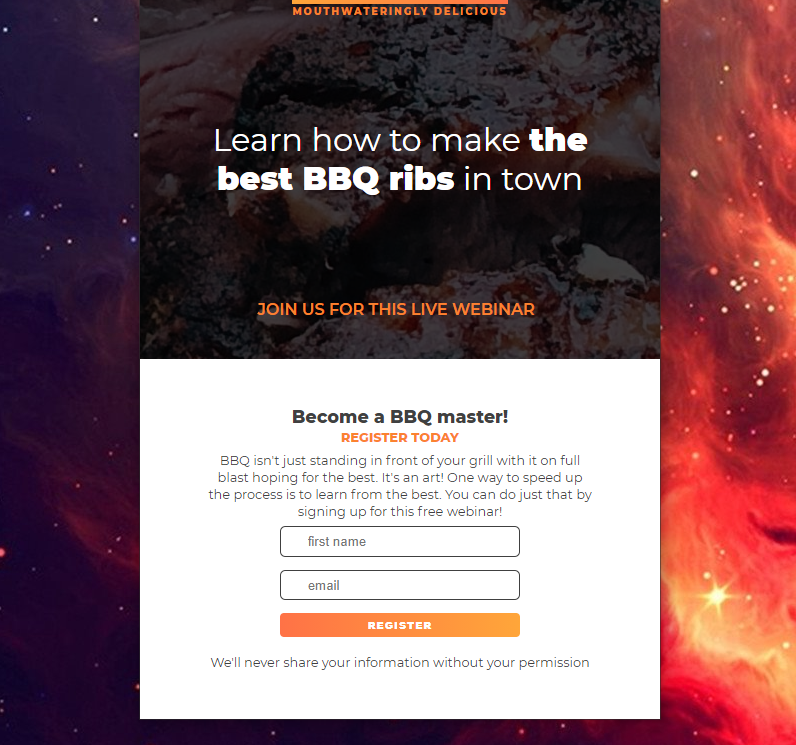 MOUTHWATERINGLY DELICIOUS
Learn how to make the
best BBQ ribs in town
JOIN US FOR THIS LIVE WEBINAR
Become a BBQ master!
REGISTER TODAY
BBQ isn't just standing in front of your grill with it on full
blast hoping for the best. It's an art! One way to speed up
the process is to learn from the best. You can do just that by
signing up for this free webinar!
first name
email
REGISTER
We'll never share your information without your permission